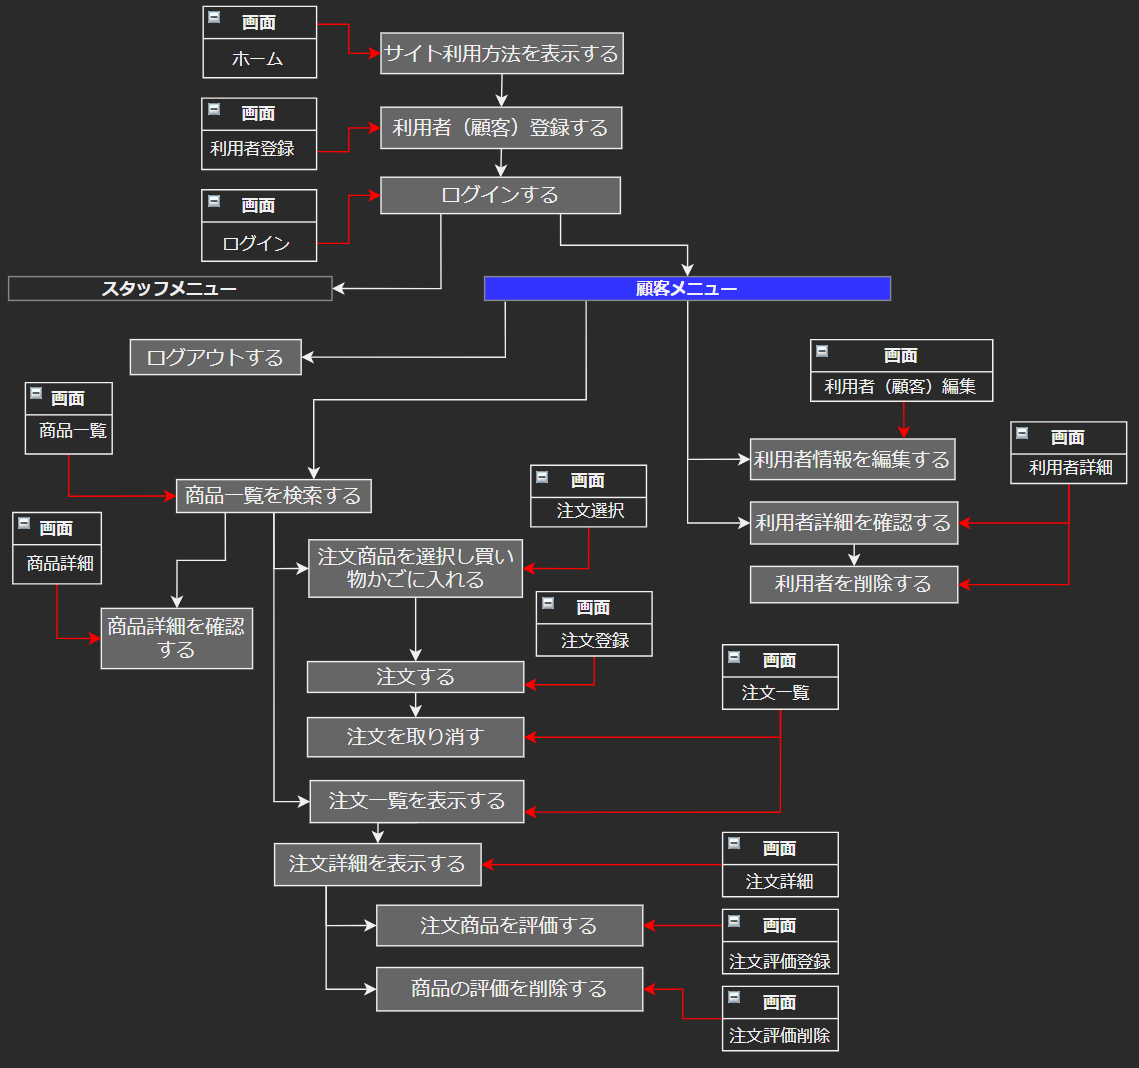 画面
ホーム
サイト利用方法を表示する
画面
利用者登録
利用者（顧客）登録する
画面
ログイン
ログインする
スタッフメニュー
顧客メニュー
ログアウトする
画面
利用者（顧客）編集
画面
商品一覧
画面
利用者詳細
利用者情報を編集する
商品一覧を検索する
画面
注文選択
利用者詳細を確認する
画面
商品詳細
注文商品を選択し買い
物かごに入れる
利用者を削除する
画面
注文登録
商品詳細を確認
する
注文する
画面
注文一覧
注文を取り消す
注文一覧を表示する
注文詳細を表示する
画面
注文詳細
注文商品を評価する
画面
注文評価登録
商品の評価を削除する
画面
注文評価削除